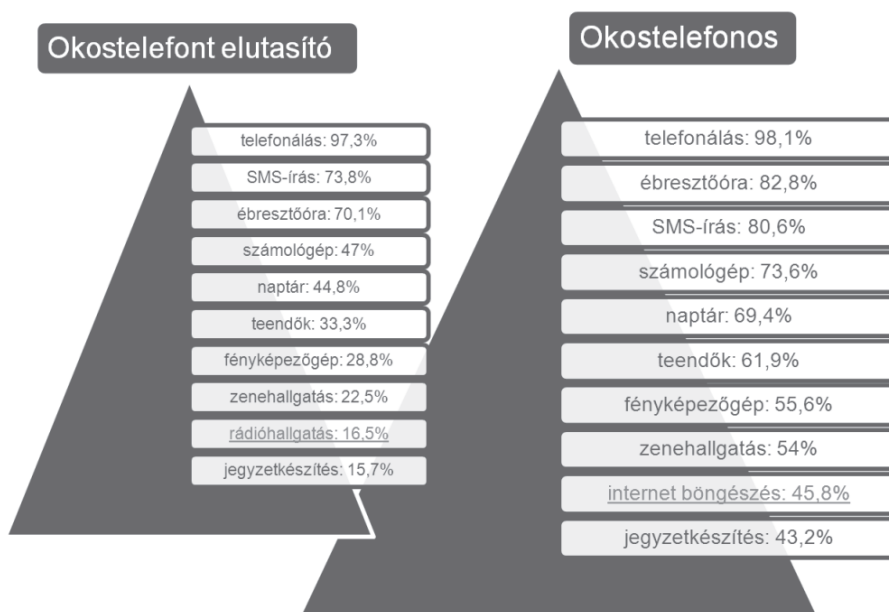 Okostelefont elutasító
telefonálás: 97,3%
SMS-írás: 73,8%
ébresztőóra: 70,1%
számológép: 47%
naptár: 44,8%
teendők: 33,3%
fényképezőgép: 28,8%
zenehallgatás: 22,5%
rádióhallgatás: 16,5%
jegyzetkészítés: 15,7%
Okostelefonos
telefonálás: 98,1%
ébresztőóra: 82,8%
SMS-írás: 80,6%
számológép: 73,6%
naptár: 69,4%
teendők: 61,9%
fényképezőgép: 55,6%
zenehallgatás: 54%
internet böngészés: 45,8%
jegyzetkészítés: 43,2%